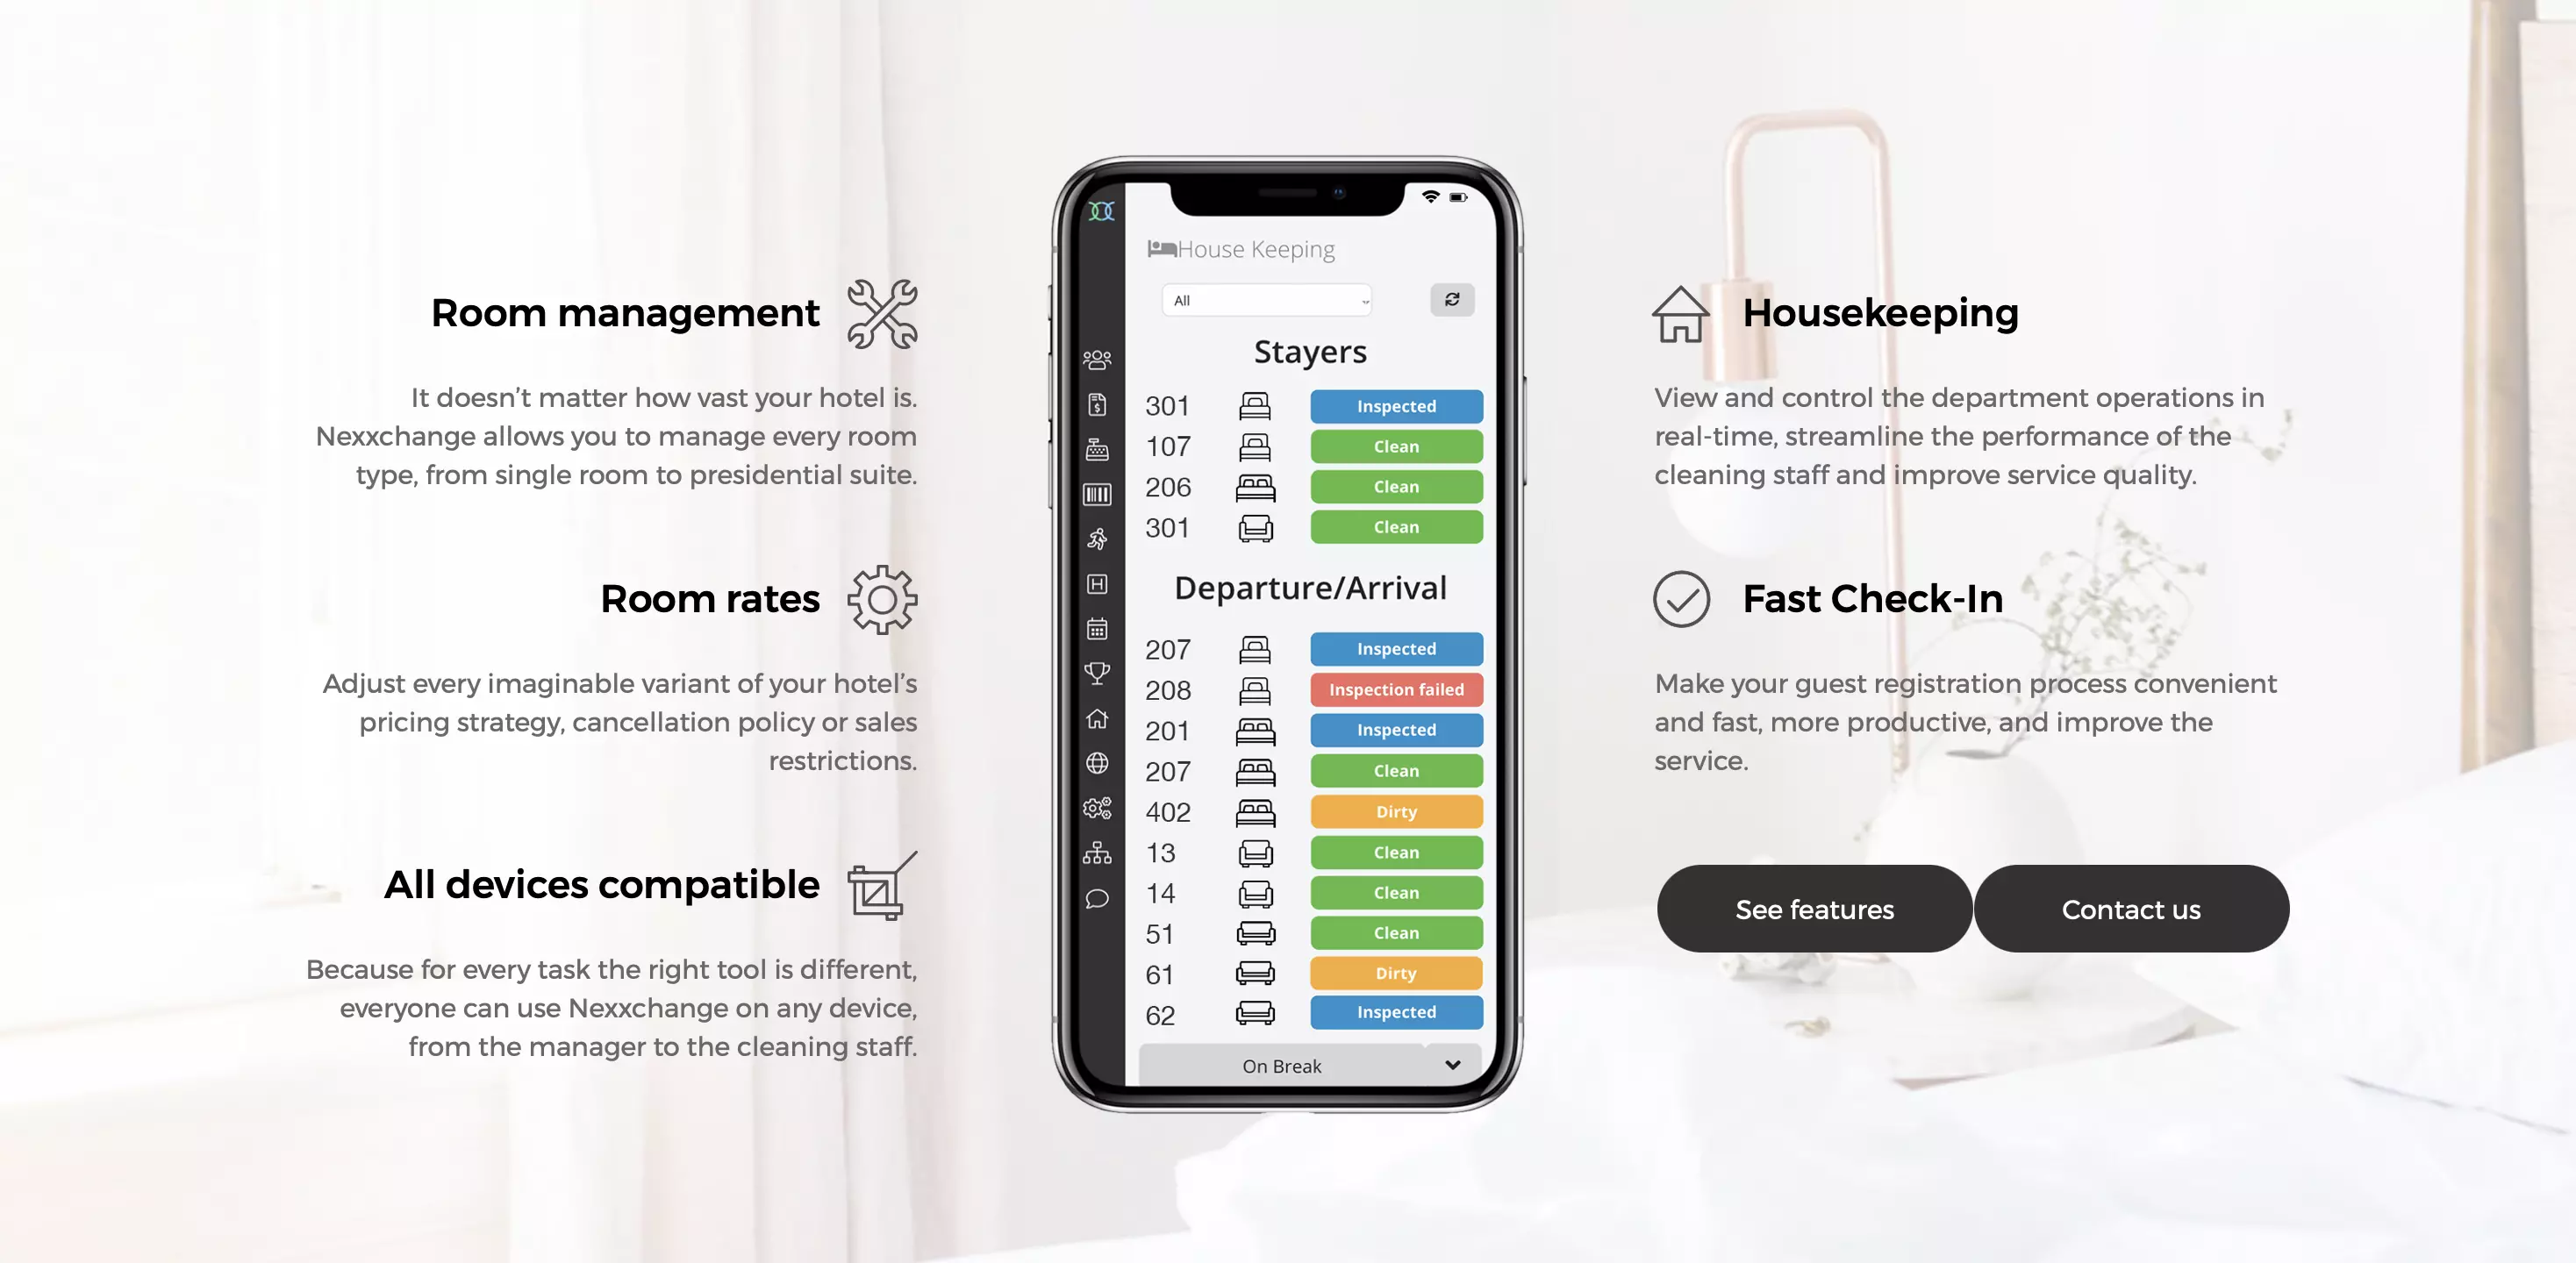 Room management
It doesn’t matter how vast your hotel is.
Nexxchange allows you to manage every room
type, from single room to presidential suite.
Room rates
Adjust every imaginable variant of your hotel’s
pricing strategy, cancellation policy or sales
restrictions.
All devices compatible
Because for every task the right tool is different,
everyone can use Nexxchange on any device,
from the manager to the cleaning staff.
House Keeping
All
Stayers
301 Inspected
107 Clean
206 Clean
301 Clean
Departure/Arrival
207 Inspected
208 Inspection failed
201 Inspected
207 Clean
402 Dirty
13 Clean
14 Clean
51 Clean
61 Dirty
62 Inspected
On Break
Housekeeping
View and control the department operations in
real-time, streamline the performance of the
cleaning staff and improve service quality.
Fast Check-In
Make your guest registration process convenient
and fast, more productive, and improve the
service.
See features
Contact us